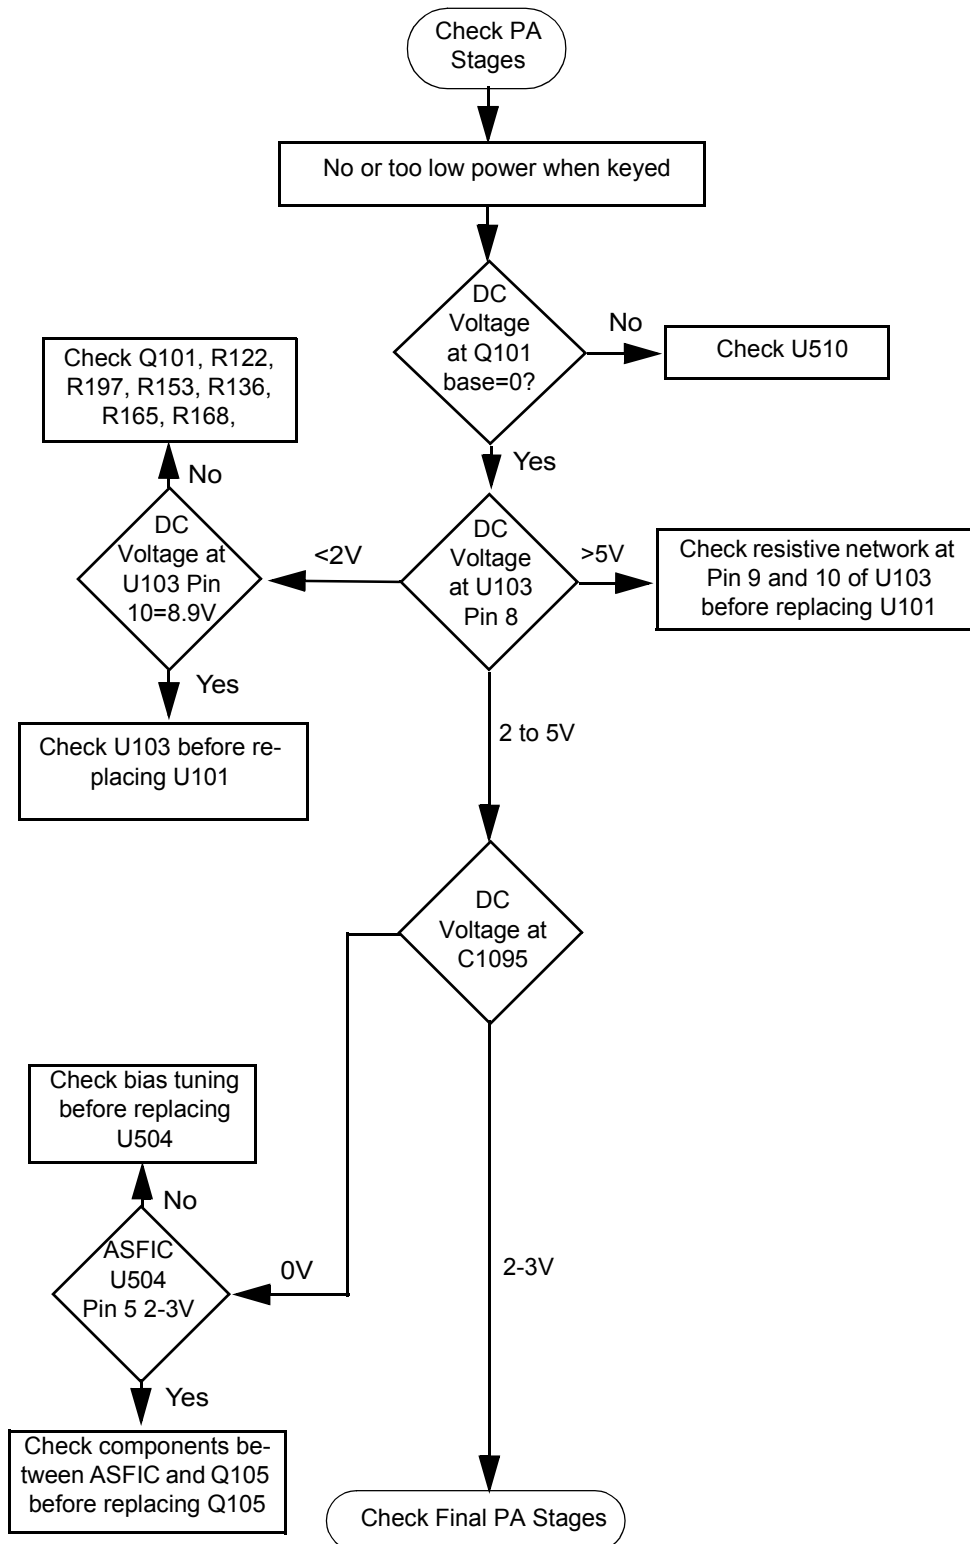 Check PA
Stages
No or too low power when keyed
DC
Voltage
at Q101
base=0?
No
Check U510
Check Q101, R122,
R197, R153, R136,
R165, R168,
No
Yes
DC
Voltage at
U103 Pin
10=8.9V
<2V
DC
Voltage
at U103
Pin 8
>5V
Check resistive network at
Pin 9 and 10 of U103
before replacing U101
Yes
Check U103 before re-
placing U101
2 to 5V
DC
Voltage at
C1095
Check bias tuning
before replacing
U504
No
ASFIC
U504
Pin 5 2-3V
0V
2-3V
Yes
Check components be-
tween ASFIC and Q105
before replacing Q105
Check Final PA Stages